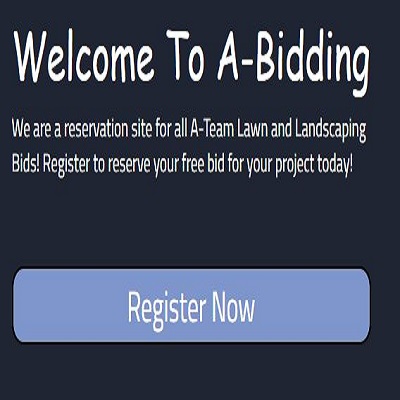 Welcome To A-Bidding
We are a reservation site for all A-Team Lawn and Landscaping
Bids! Register to reserve your free bid for your project today!
Register Now